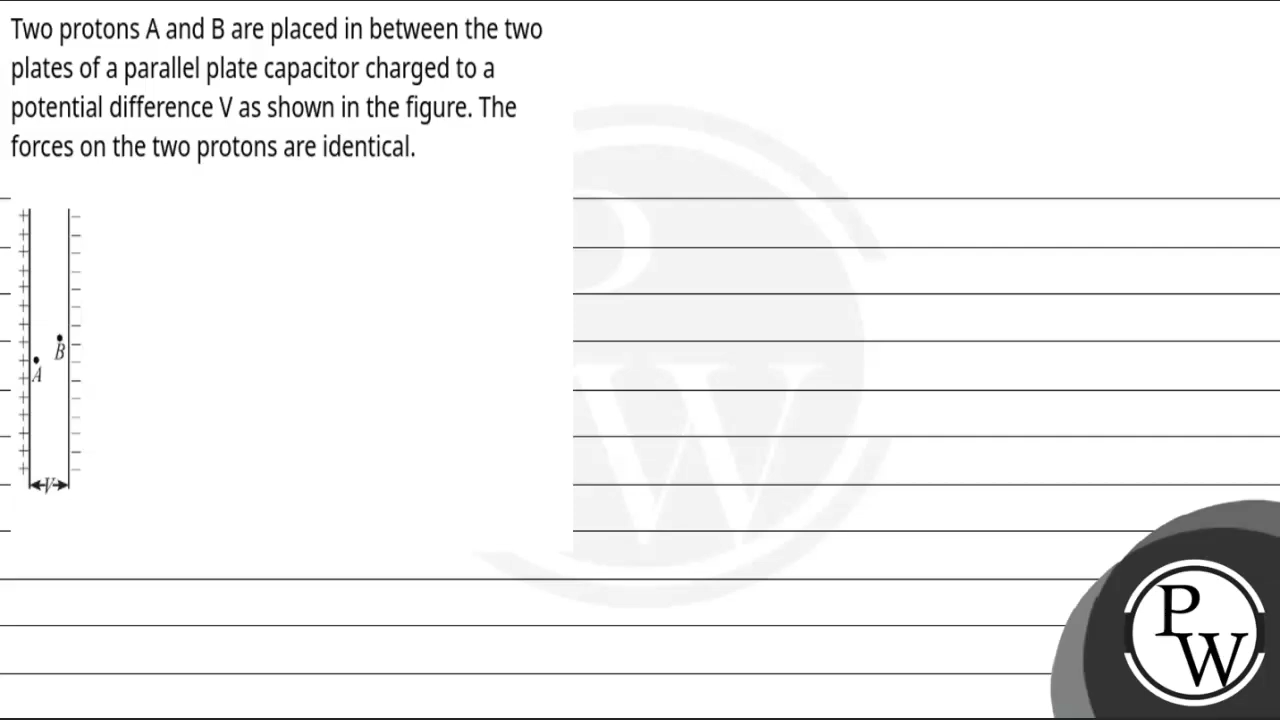 Two protons A and B are placed in between the two
plates of a parallel plate capacitor charged to a
potential difference V as shown in the figure. The
forces on the two protons are identical.
B
A
V
PW
PW